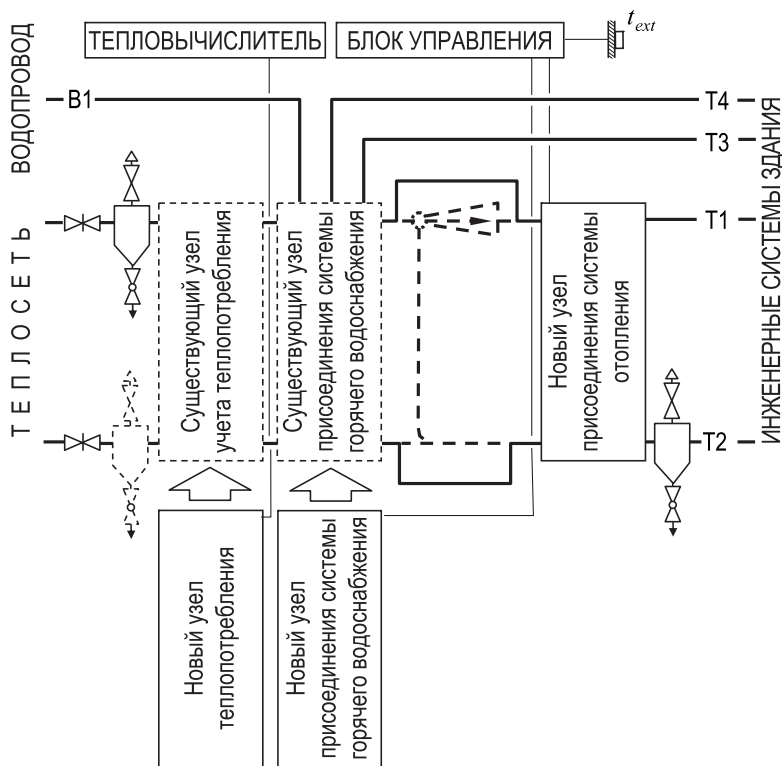 ТЕПЛОВЫЧИСЛИТЕЛЬ
БЛОК УПРАВЛЕНИЯ
t ext
ВОДОПРОВОД
ТЕПЛОСЕТЬ
В1
Т4
Т3
Т1
Т2
ИНЖЕНЕРНЫЕ СИСТЕМЫ ЗДАНИЯ
Существующий узел
учета теплопотребления
Существующий узел
присоединения системы
горячего водоснабжения
Новый узел
присоединения системы
отопления
Новый узел
теплопотребления
Новый узел
присоединения системы
горячего водоснабжения